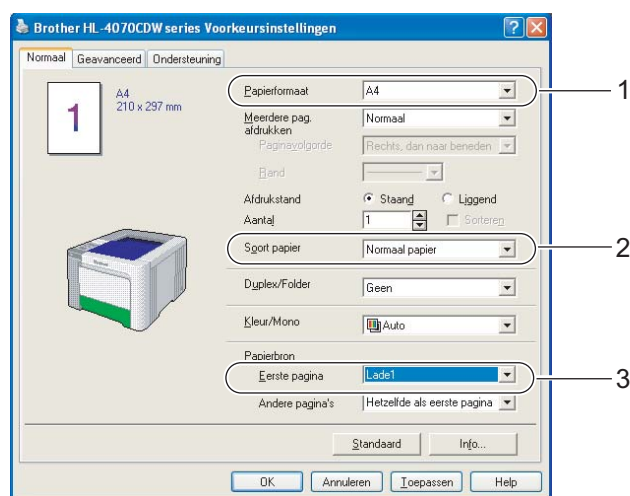 Brother HL-4070CDW series Voorkeursinstellingen
Normaal Geavanceerd Ondersteuning
1
A4
210 x 297 mm
Papierformaat A4 1
Meerdere pag. afdrukken Normaal
Paginavolgorde Rechts, dan naar beneden
Rand
Afdrukstand Staand Liggend
Aantal 1 Sorteren
Soort papier Normaal papier 2
Duplex/Folder Geen
Kleur/Mono Auto
Papierbron
Eerste pagina Lade1 3
Andere pagina's Hetzelfde als eerste pagina
Standaard Info...
OK Annuleren Toepassen Help